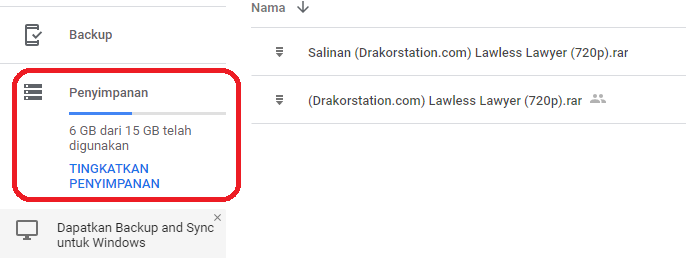 Backup
Penyimpanan
6 GB dari 15 GB telah
digunakan
TINGKATKAN
PENYIMPANAN
Dapatkan Backup and Sync
untuk Windows
Nama
Salinan (Drakorstation.com) Lawless Lawyer (720p).rar
(Drakorstation.com) Lawless Lawyer (720p).rar